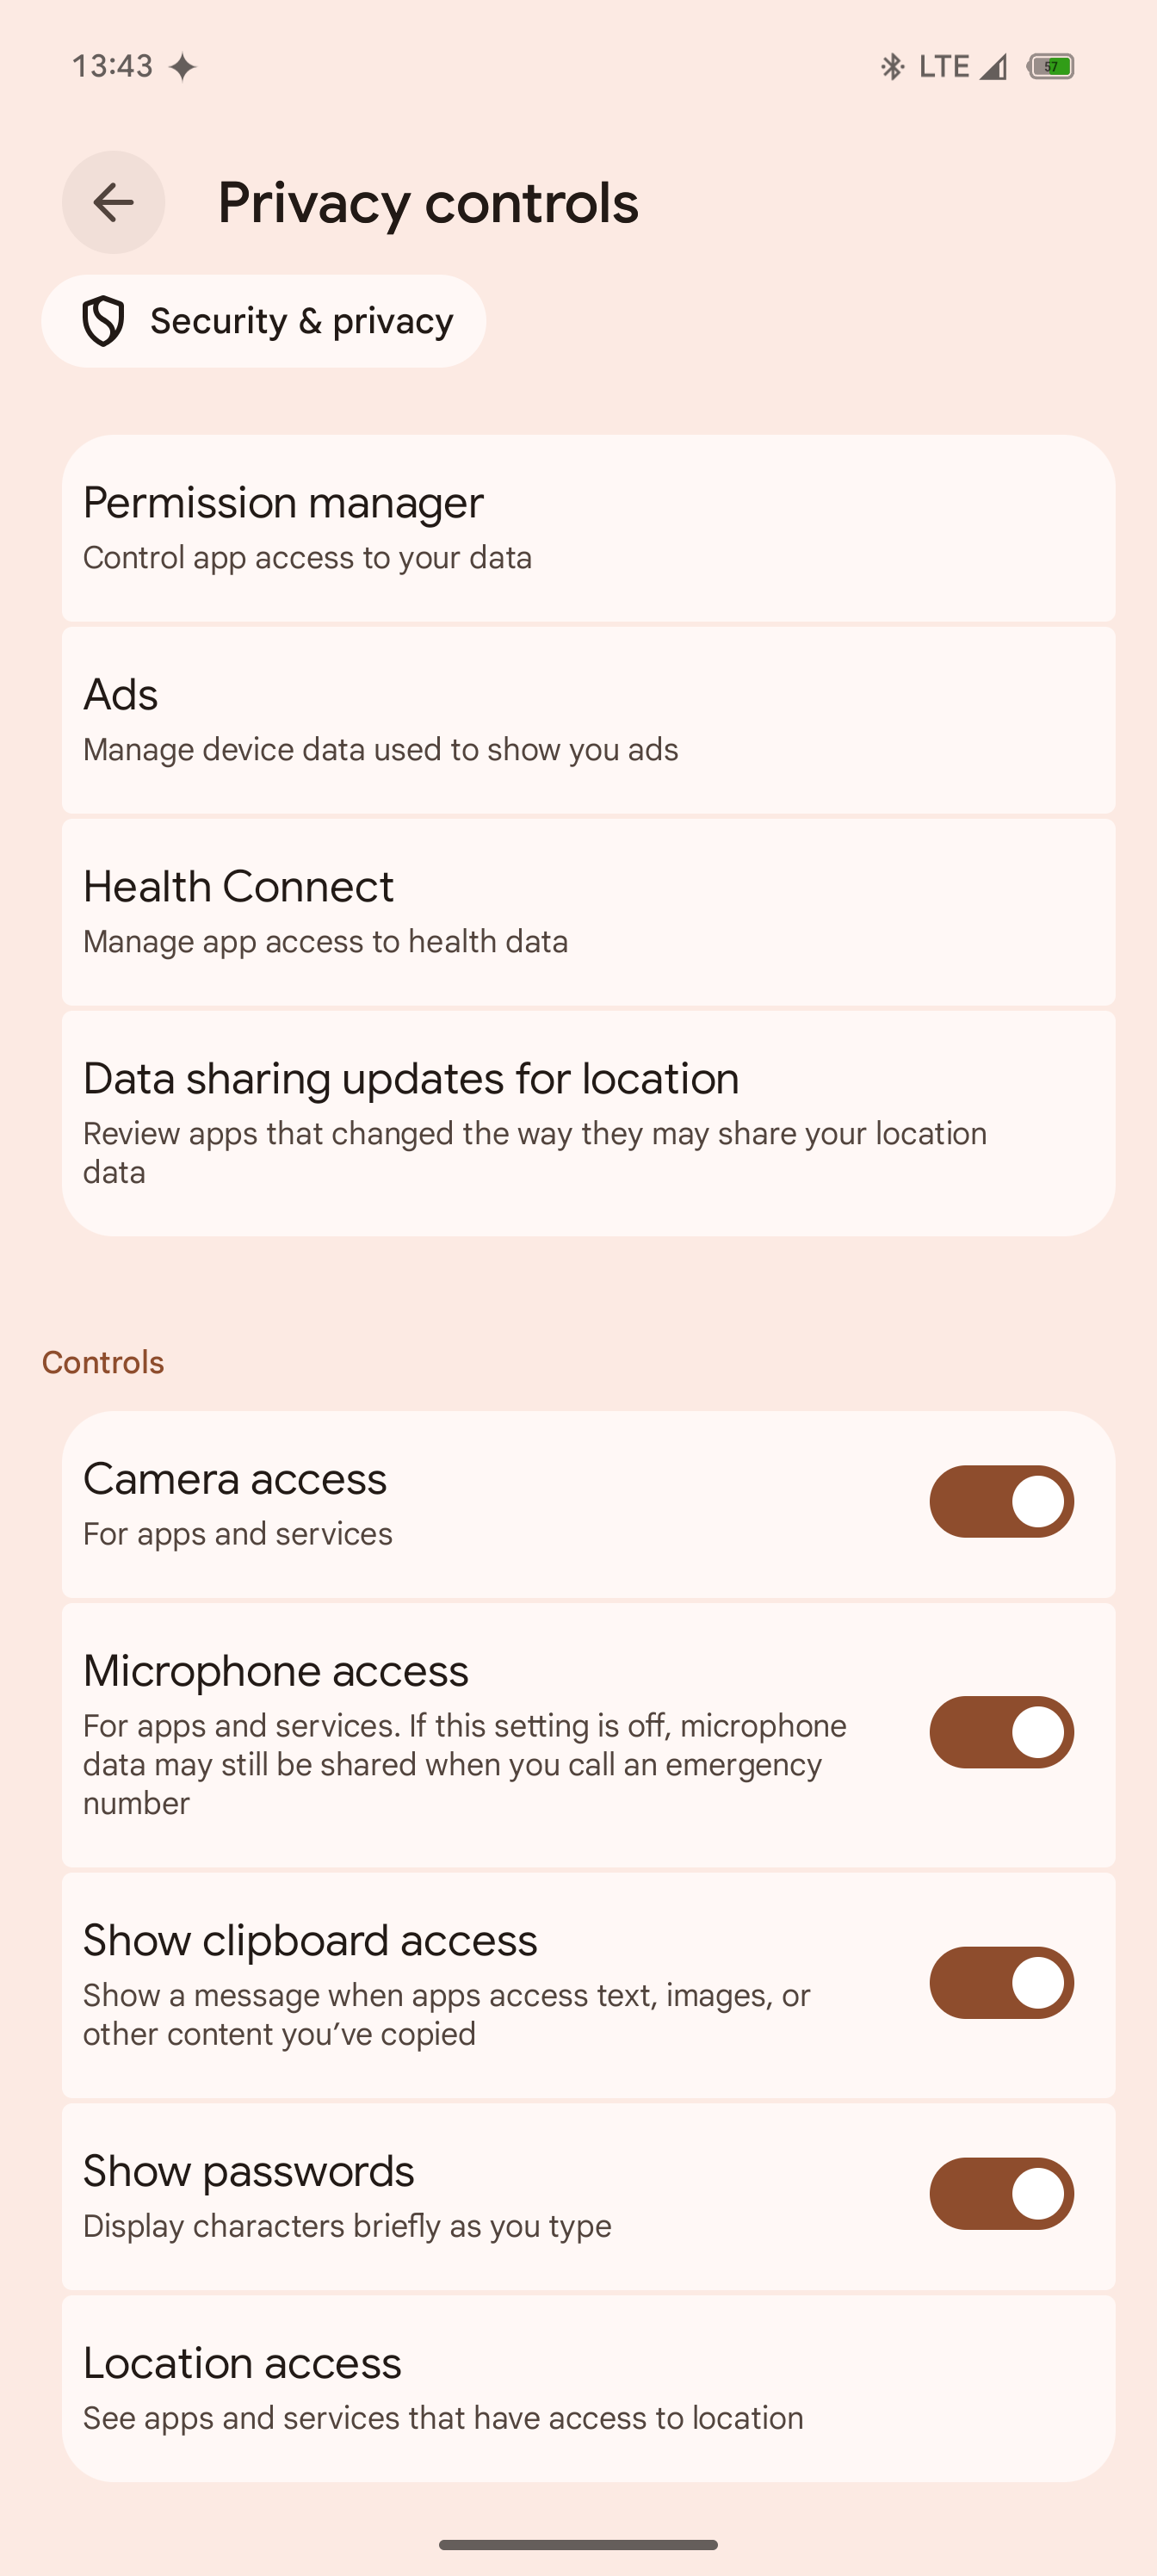 13:43
LTE
57
Privacy controls
Security & privacy
Permission manager
Control app access to your data
Ads
Manage device data used to show you ads
Health Connect
Manage app access to health data
Data sharing updates for location
Review apps that changed the way they may share your location
data
Controls
Camera access
For apps and services
Microphone access
For apps and services. If this setting is off, microphone
data may still be shared when you call an emergency
number
Show clipboard access
Show a message when apps access text, images, or
other content you’ve copied
Show passwords
Display characters briefly as you type
Location access
See apps and services that have access to location